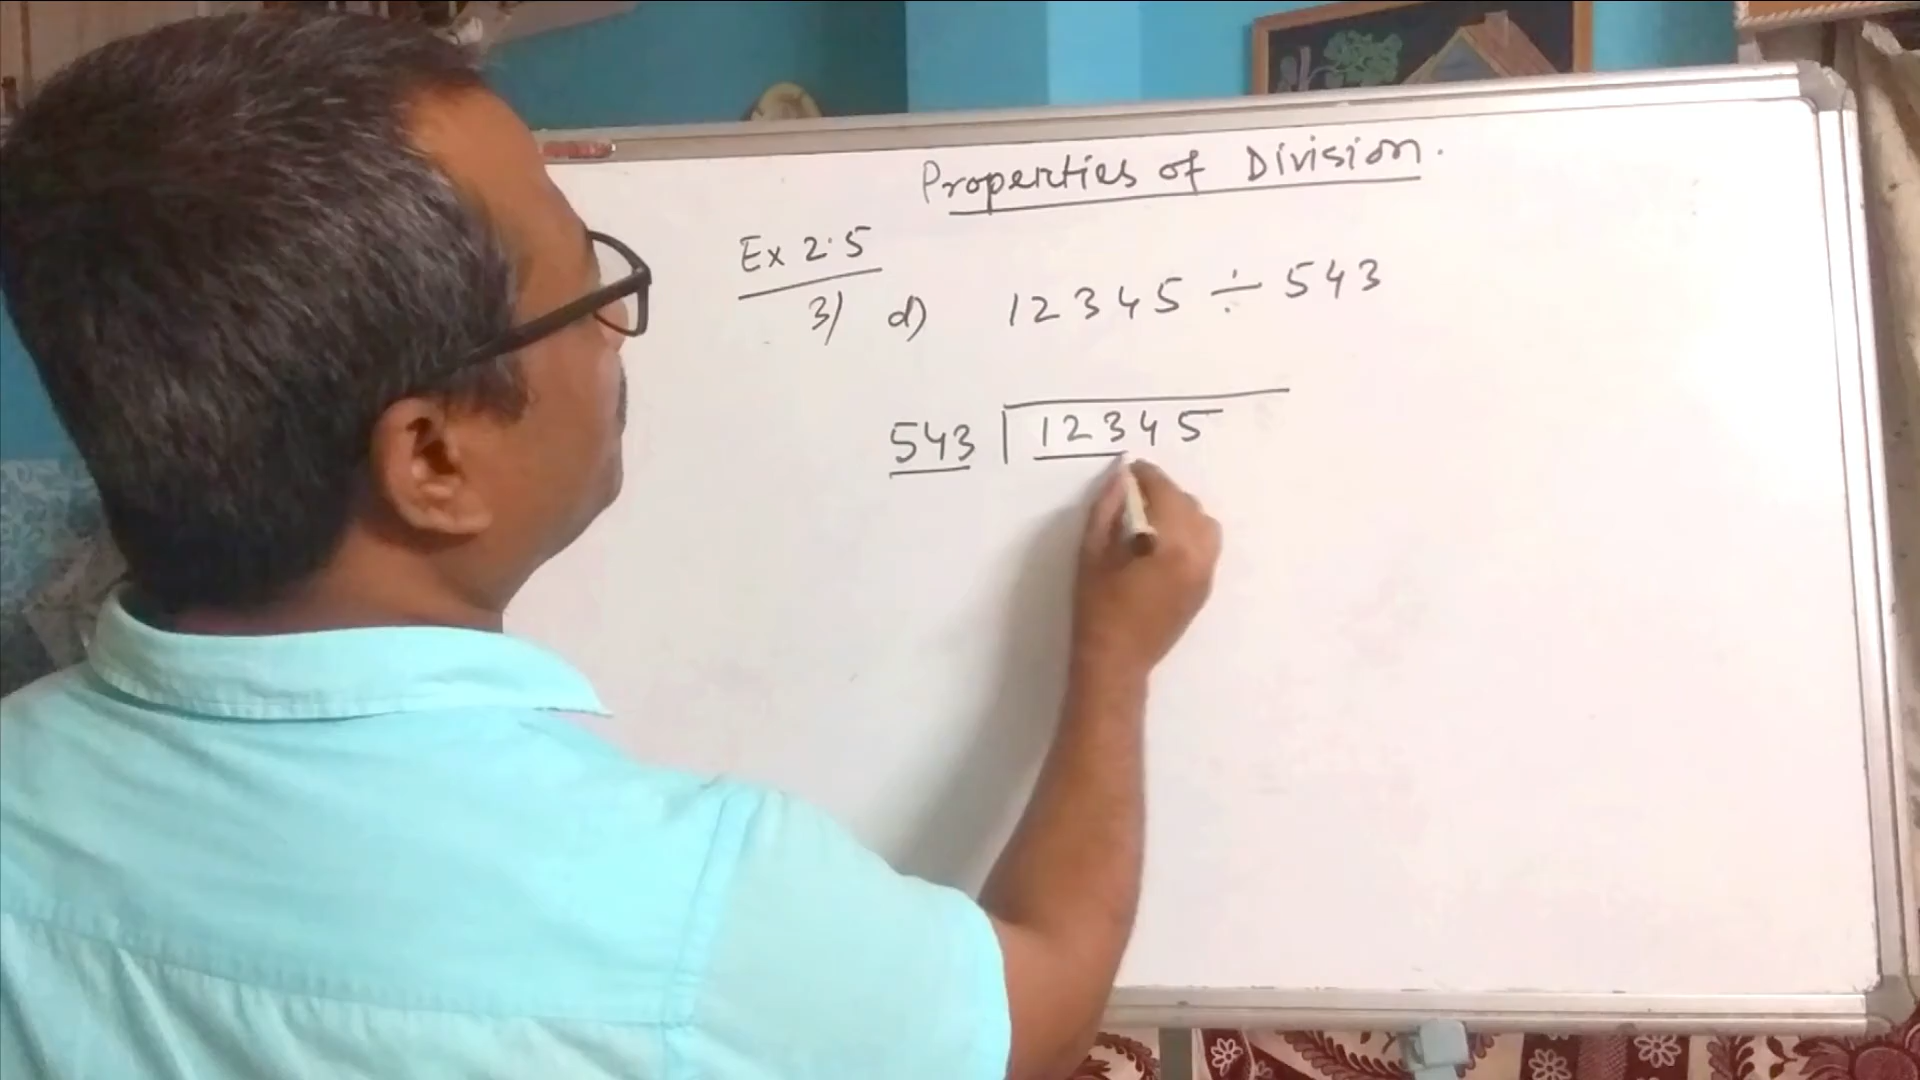 Properties of Division.
Ex 2.5
3) d) 12345 ÷ 543
543 12345